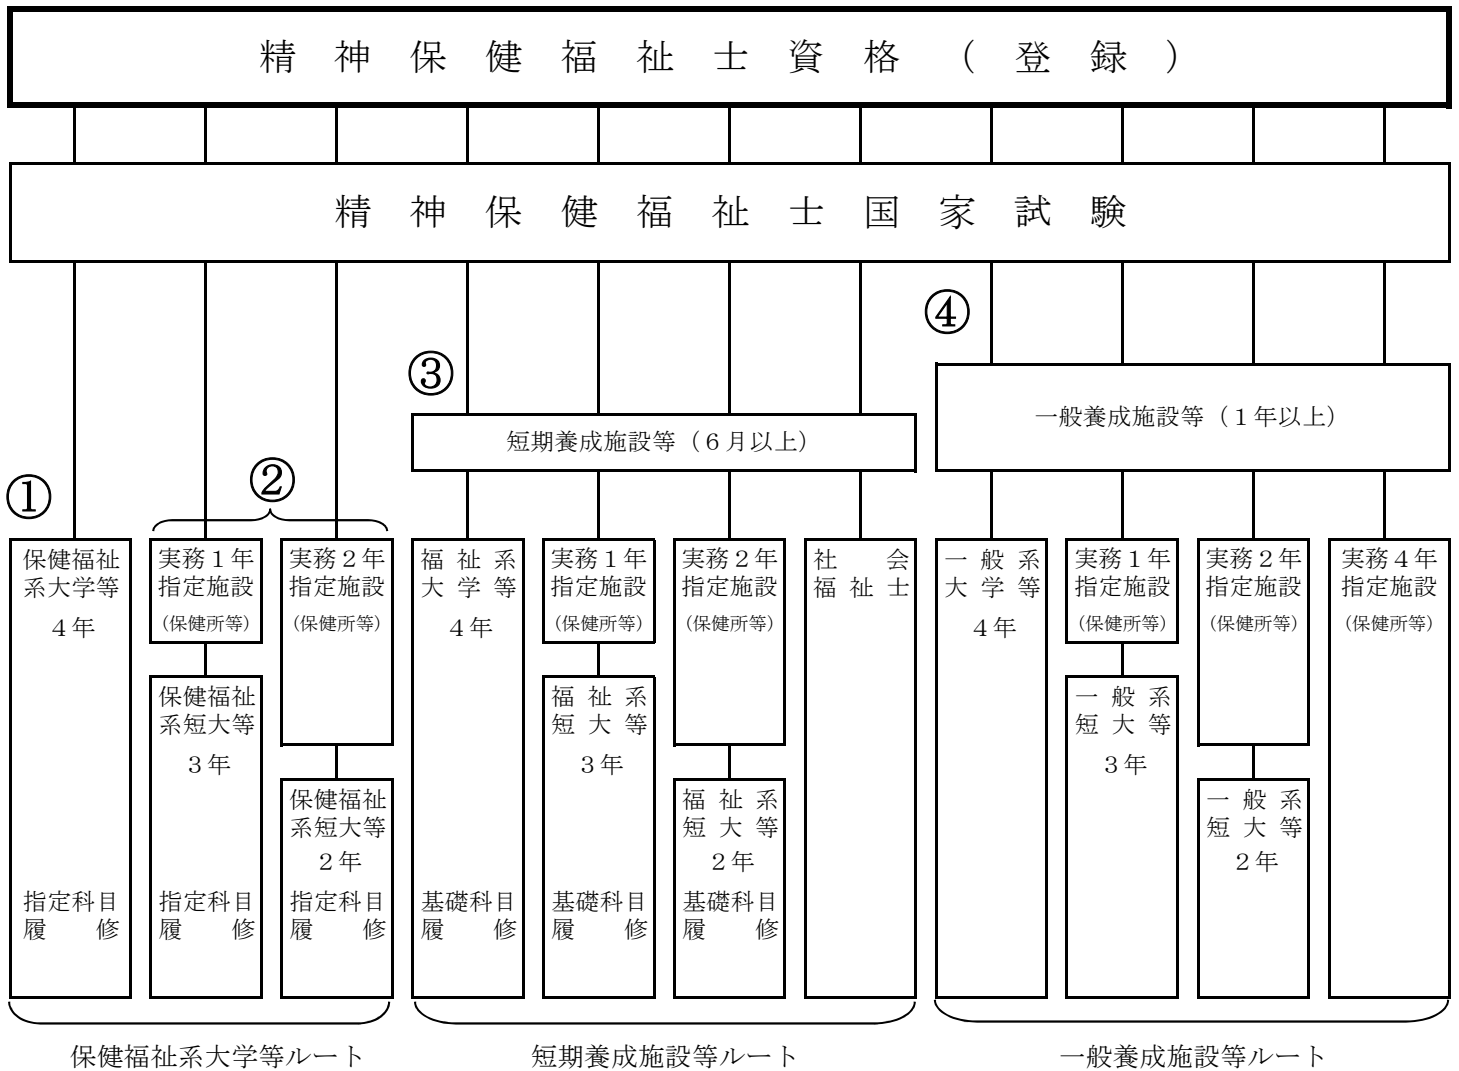 精神保健福祉士資格（登録）
精神保健福祉士国家試験
④
一般養成施設等（１年以上）
③
短期養成施設等（６月以上）
①
②
保健福祉
系大学等
４年
指定科目
履修
実務１年
指定施設
(保健所等)
保健福祉
系短大等
３年
指定科目
履修
実務２年
指定施設
(保健所等)
保健福祉
系短大等
２年
指定科目
履修
福祉系
大学等
４年
基礎科目
履修
実務１年
指定施設
(保健所等)
福祉系
短大等
３年
基礎科目
履修
実務２年
指定施設
(保健所等)
福祉系
短大等
２年
基礎科目
履修
社会
福祉士
一般系
大学等
４年
実務１年
指定施設
(保健所等)
一般系
短大等
３年
実務２年
指定施設
(保健所等)
一般系
短大等
２年
実務４年
指定施設
(保健所等)
保健福祉系大学等ルート
短期養成施設等ルート
一般養成施設等ルート